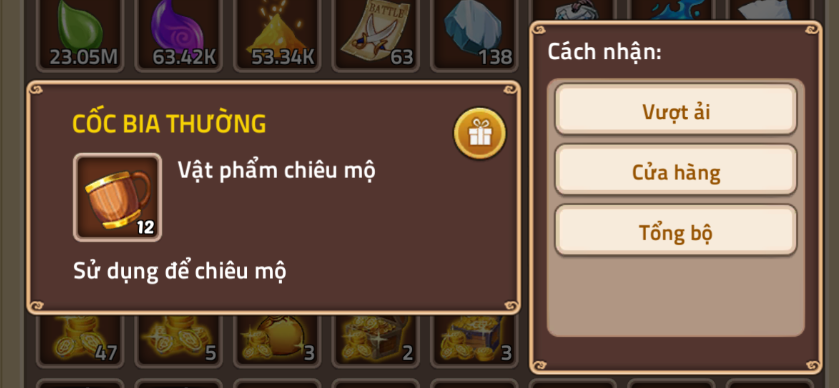 23.05M
63.42K
53.34K
BATTLE
63
138
CỐC BIA THƯỜNG
Vật phẩm chiêu mộ
12
Sử dụng để chiêu mộ
Cách nhận:
Vượt ải
Cửa hàng
Tổng bộ
47
5
3
2
3